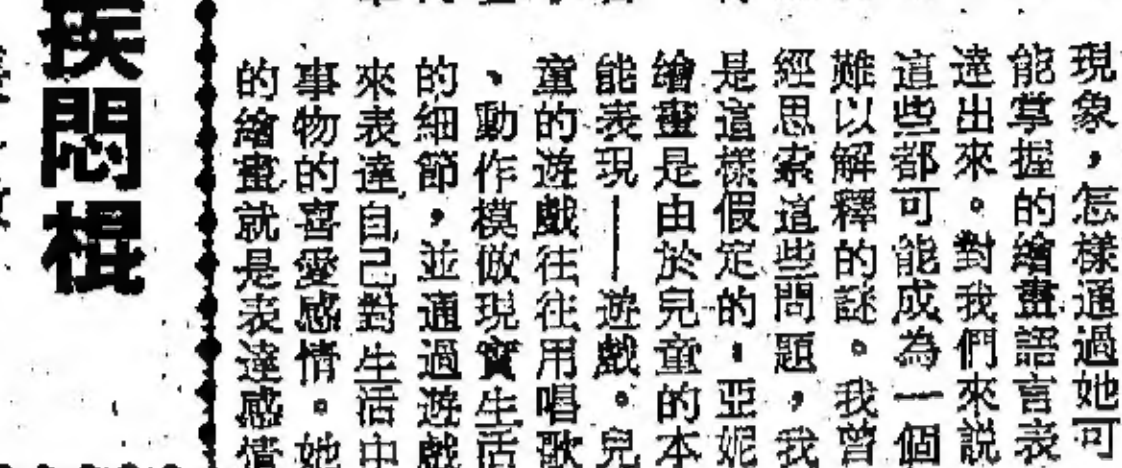 現象，怎樣通過她可
能掌握的繪畫語言表
達出來。對我們來説
這些都可能成為一個
難以解釋的謎。我曾
經思索這些問題，我
是這樣假定的：亞妮
繪畫是由於兒童的本
能表現——遊戲。兒
童的遊戲往往用唱歌
、動作模倣現實生活
的細節，並通過遊戲
來表達自己對生活中
事物的喜愛感情。她
的繪畫就是表達感情
挨悶棍